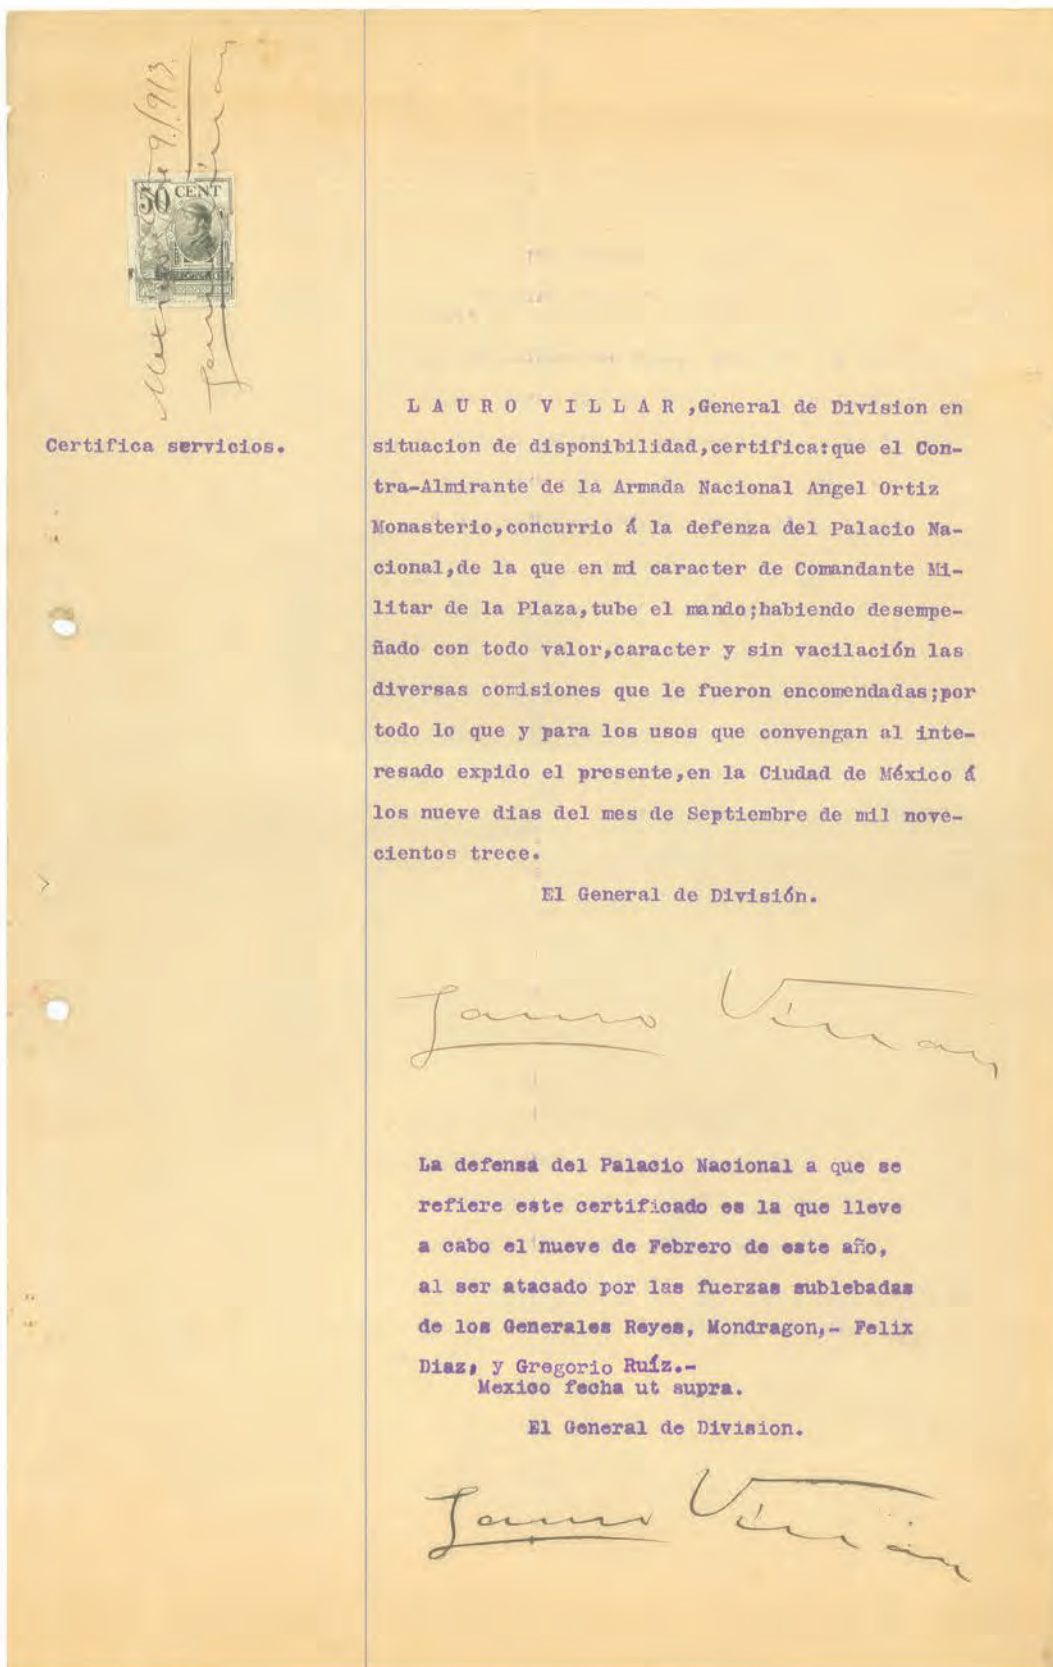 9/913.
50 CENT
Certifica servicios.
L A U R O   V I L L A R ,General de Division en
situacion de disponibilidad,certifica:que el Con-
tra-Almirante de la Armada Nacional Angel Ortiz
Monasterio,concurrio á la defenza del Palacio Na-
cional,de la que en mi caracter de Comandante Mi-
litar de la Plaza,tube el mando;habiendo desempe-
ñado con todo valor,caracter y sin vacilación las
diversas comisiones que le fueron encomendadas;por
todo lo que y para los usos que convengan al inte-
resado expido el presente,en la Ciudad de México á
los nueve dias del mes de Septiembre de mil nove-
cientos trece.
El General de División.
Lauro Villar
La defensa del Palacio Nacional a que se
refiere este certificado es la que lleve
a cabo el nueve de Febrero de este año,
al ser atacado por las fuerzas sublebadas
de los Generales Reyes, Mondragon,- Felix
Diaz, y Gregorio Ruíz.-
Mexico fecha ut supra.
El General de Division.
Lauro Villar